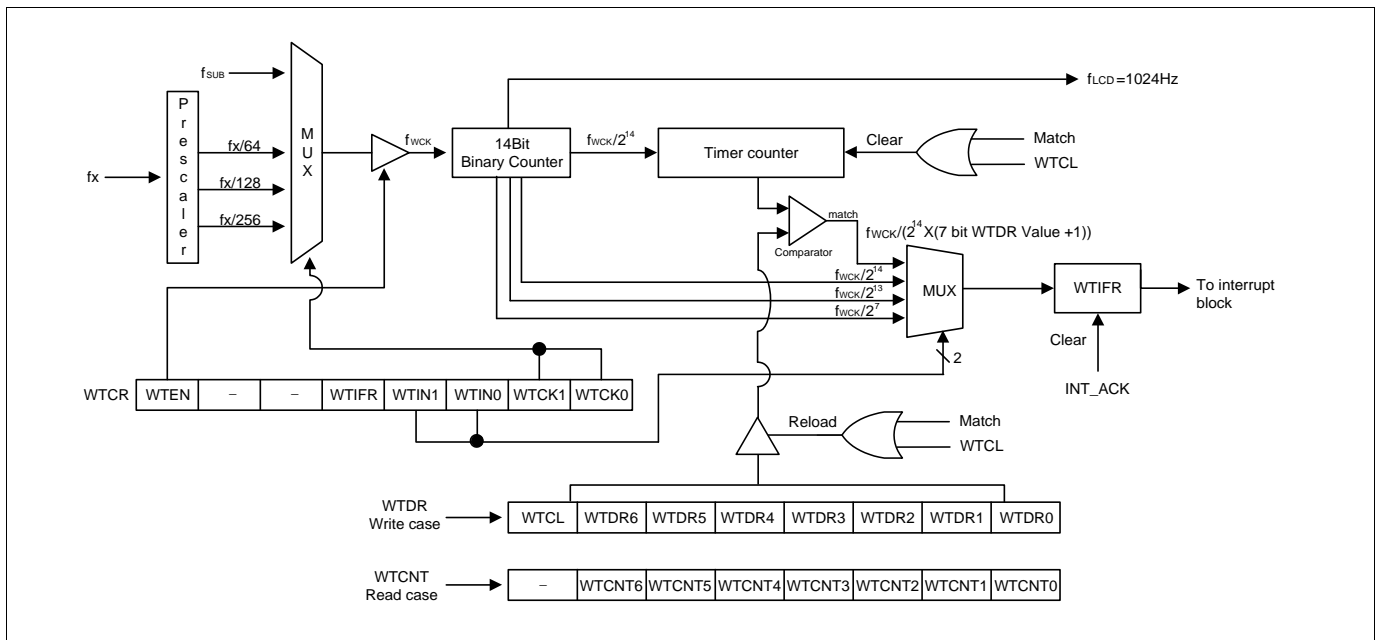 fSUB
fLCD=1024Hz
Prescaler
MUX
fx
fx/64
fx/128
fx/256
fWCK
14Bit
Binary Counter
fWCK/2^14
Timer counter
Clear
Match
WTCL
match
Comparator
fWCK/(2^14X(7 bit WTDR Value +1))
fWCK/2^14
fWCK/2^13
fWCK/2^7
MUX
2
WTIFR
To interrupt
block
Clear
INT_ACK
WTCR WTEN – – WTIFR WTIN1 WTIN0 WTCK1 WTCK0
Reload
Match
WTCL
WTDR
Write case
WTCL WTDR6 WTDR5 WTDR4 WTDR3 WTDR2 WTDR1 WTDR0
WTCNT
Read case
– WTCNT6 WTCNT5 WTCNT4 WTCNT3 WTCNT2 WTCNT1 WTCNT0